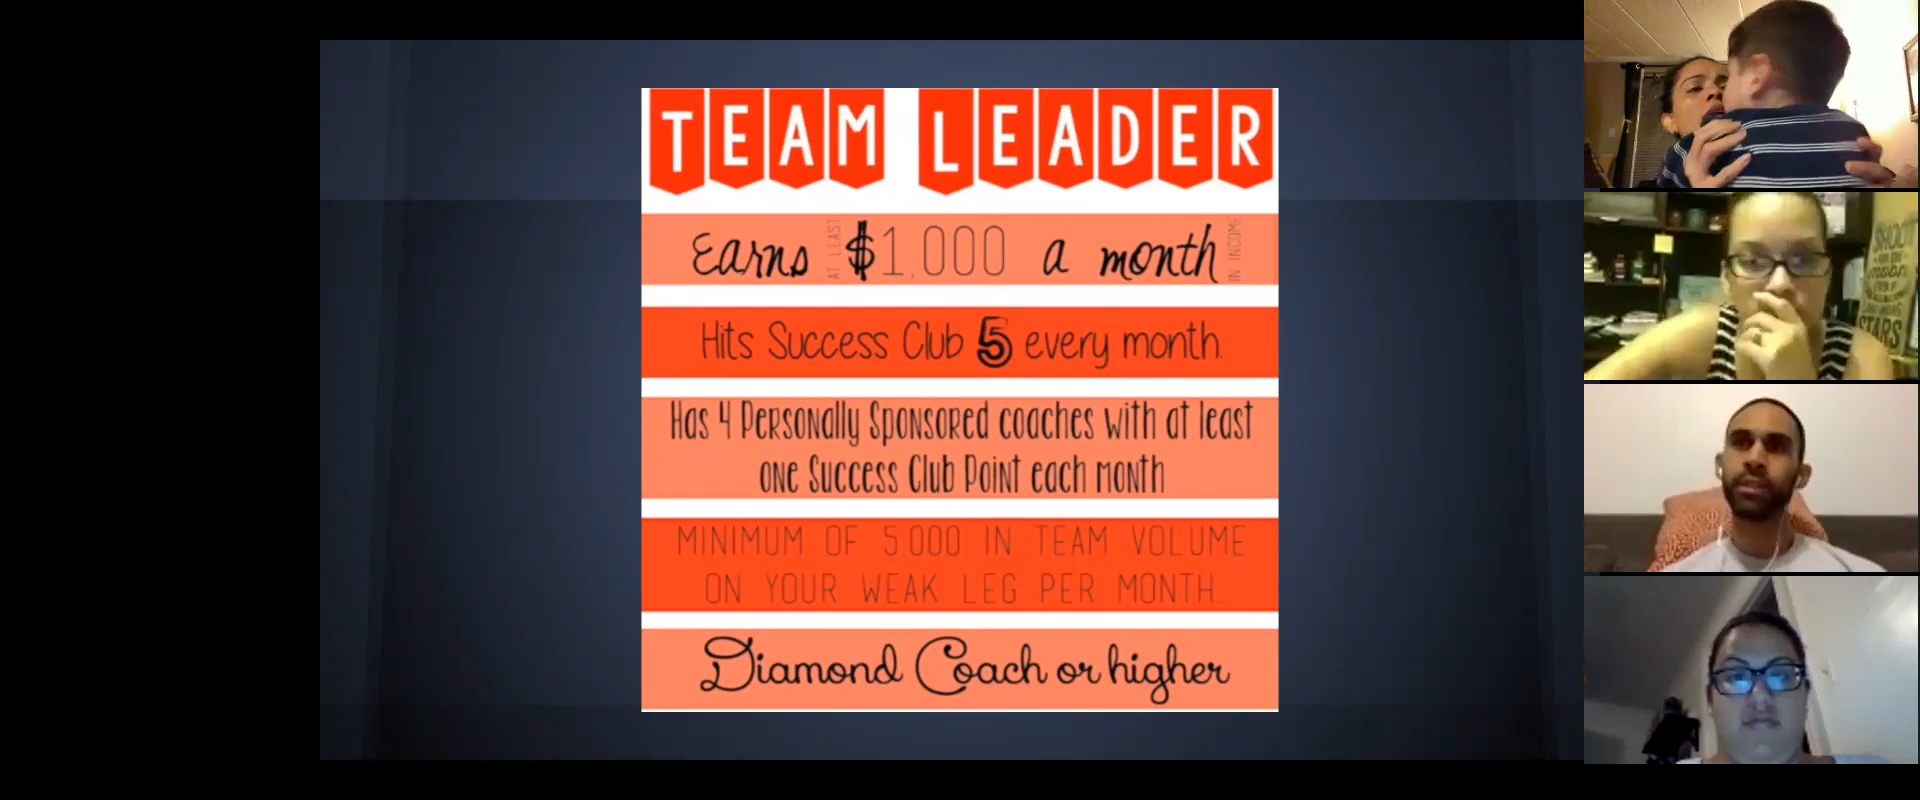 TEAM LEADER
Earns AT LEAST $1,000 a month IN INCOME
Hits Success Club 5 every month.
Has 4 Personally Sponsored coaches with at least
one Success Club Point each month
MINIMUM OF 5,000 IN TEAM VOLUME
ON YOUR WEAK LEG PER MONTH.
Diamond Coach or higher
SHOOT
STARS